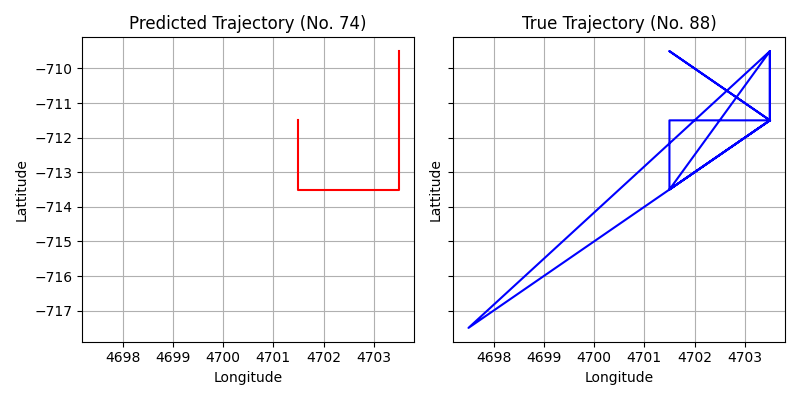 Predicted Trajectory (No. 74)
−710
−711
−712
−713
−714
−715
−716
−717
Lattitude
4698 4699 4700 4701 4702 4703
Longitude
True Trajectory (No. 88)
Lattitude
4698 4699 4700 4701 4702 4703
Longitude